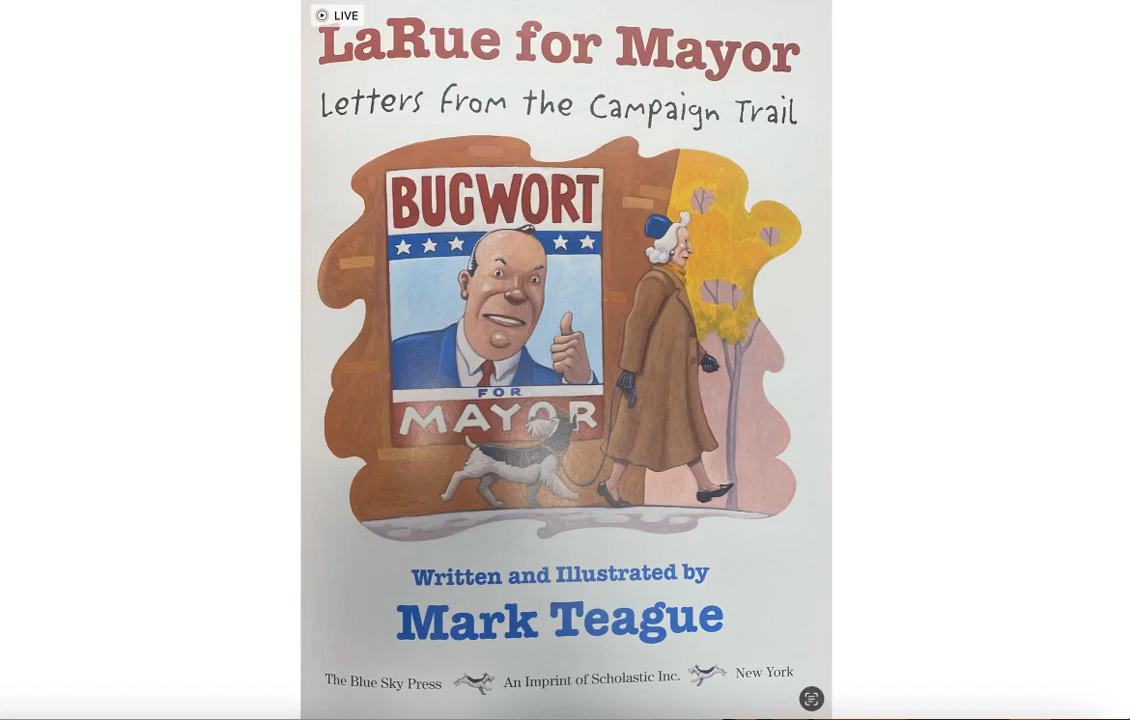 LIVE
LaRue for Mayor
Letters from the Campaign Trail
BUGWORT
FOR
MAYOR
Written and Illustrated by
Mark Teague
The Blue Sky Press An Imprint of Scholastic Inc. New York